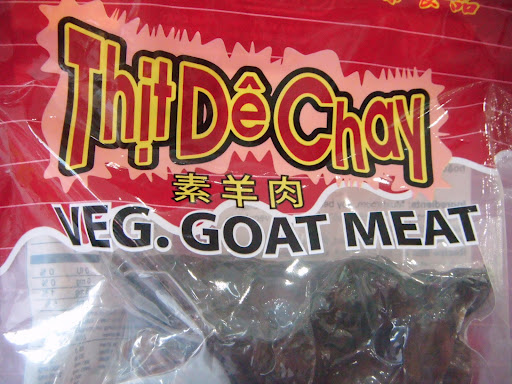 Thịt Dê Chay
素羊肉
VEG. GOAT MEAT